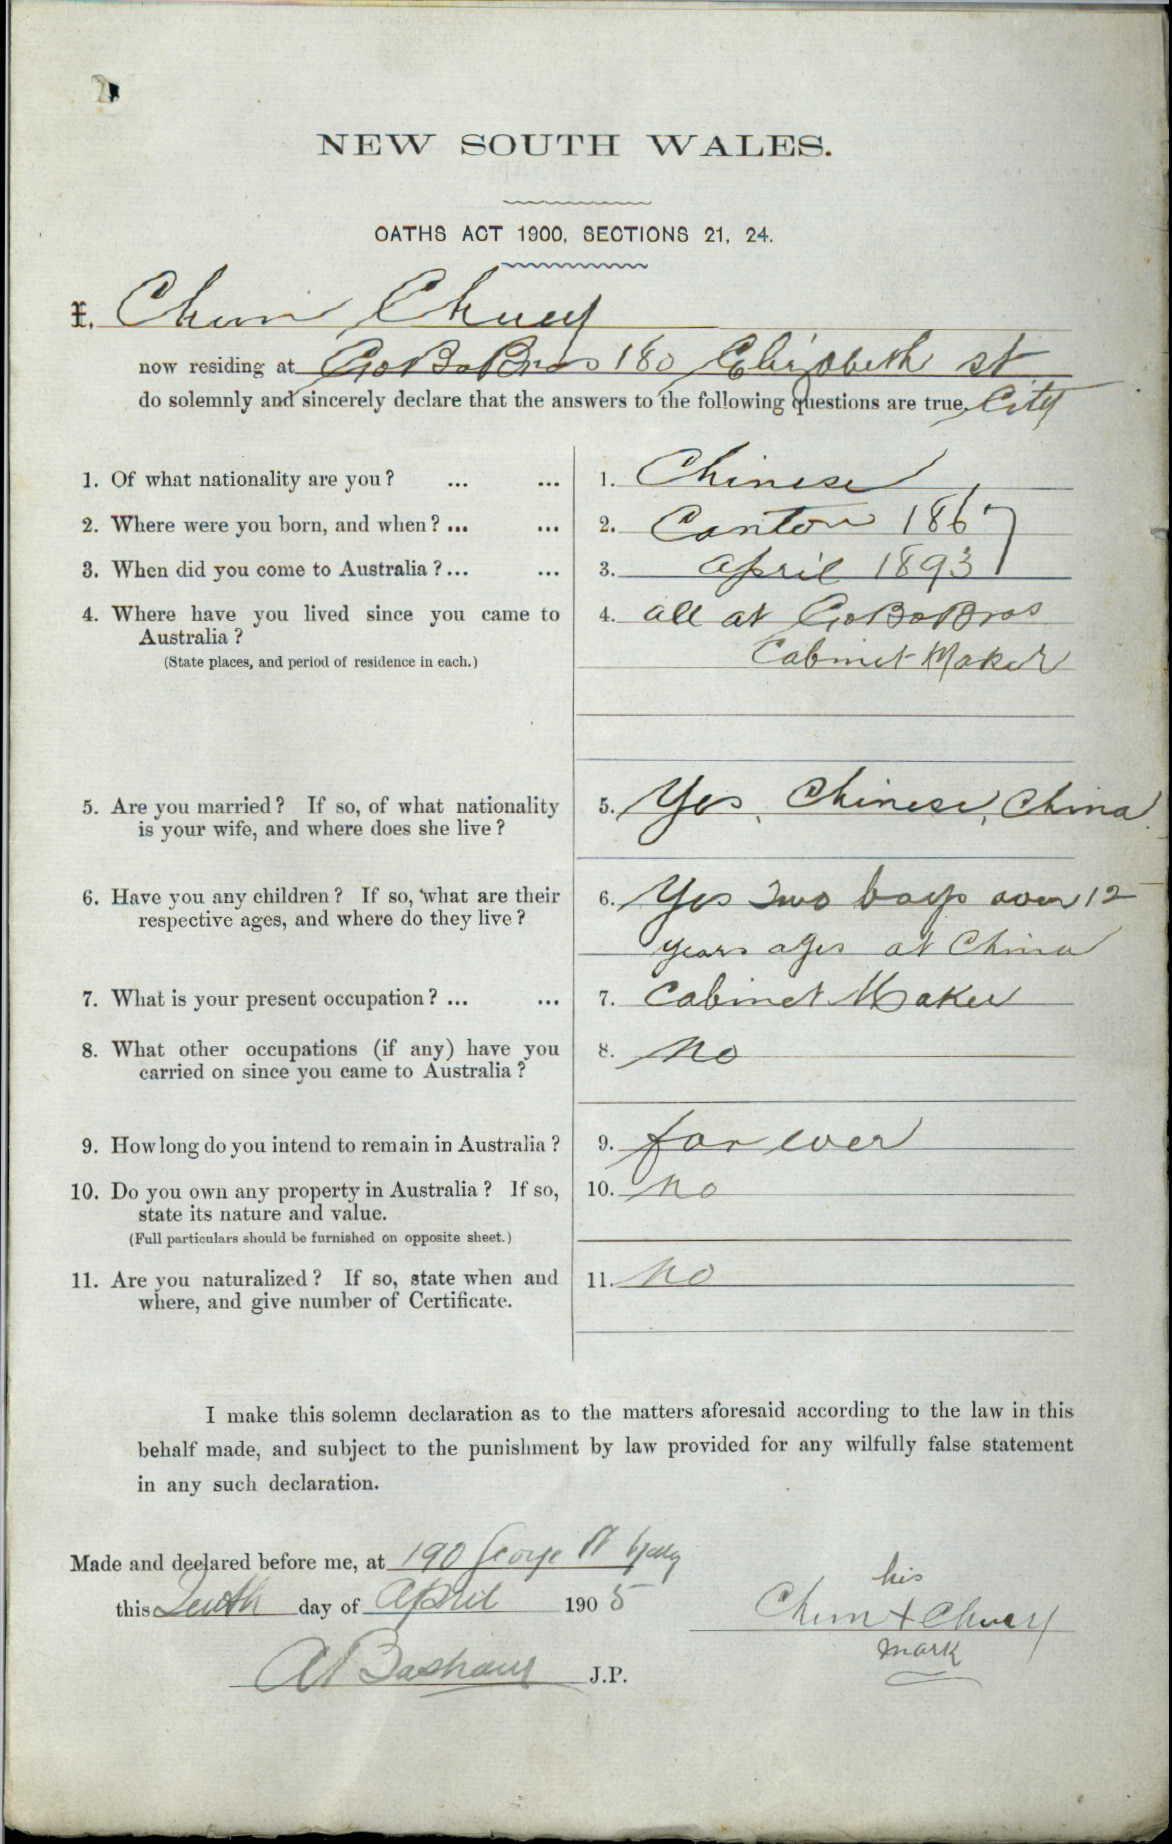 NEW SOUTH WALES.
OATHS ACT 1900, SECTIONS 21, 24.
I, Chum Chuey
now residing at Go Bo Bros 180 Elizabeth st
do solemnly and sincerely declare that the answers to the following questions are true. City
1. Of what nationality are you? ... ... 1. Chinese
2. Where were you born, and when? ... ... 2. Canton 1867
3. When did you come to Australia? ... ... 3. April 1893
4. Where have you lived since you came to 4. all at Go Bo Bros
Australia?
Cabinet Maker
(State places, and period of residence in each.)
5. Are you married? If so, of what nationality 5. Yes, Chinese, China
is your wife, and where does she live?
6. Have you any children? If so, what are their 6. Yes Two boys over 12
respective ages, and where do they live?
years ages at China
7. What is your present occupation? ... ... 7. Cabinet Maker
8. What other occupations (if any) have you 8. no
carried on since you came to Australia?
9. How long do you intend to remain in Australia? 9. for ever
10. Do you own any property in Australia? If so, 10. no
state its nature and value.
(Full particulars should be furnished on opposite sheet.)
11. Are you naturalized? If so, state when and 11. no
where, and give number of Certificate.
I make this solemn declaration as to the matters aforesaid according to the law in this
behalf made, and subject to the punishment by law provided for any wilfully false statement
in any such declaration.
Made and declared before me, at 190 George St
his
this Tenth day of April 1905
Chum + Chuey
mark
J.P.